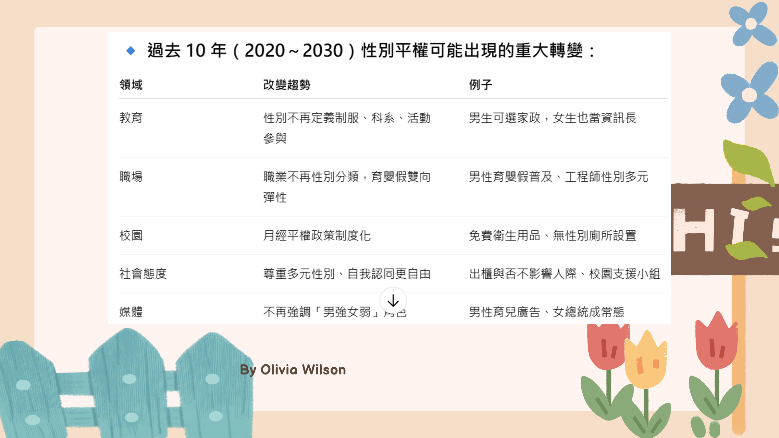 過去 10 年（2020～2030）性別平權可能出現的重大轉變：
領域 改變趨勢 例子
教育 性別不再定義制服、科系、活動參與 男生可選家政，女生也當資訊長
職場 職業不再性別分類，育嬰假雙向彈性 男性育嬰假普及、工程師性別多元
校園 月經平權政策制度化 免費衛生用品、無性別廁所設置
社會態度 尊重多元性別、自我認同更自由 出櫃與否不影響人際、校園支援小組
媒體 不再強調「男強女弱」角色 男性育兒廣告、女總統成常態
HI
By Olivia Wilson